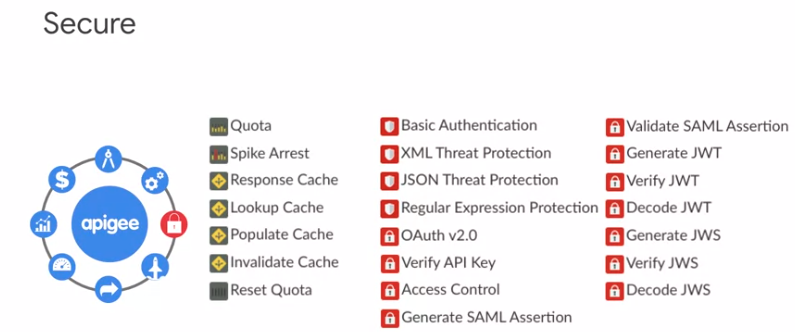 Secure
apigee
Quota
Spike Arrest
Response Cache
Lookup Cache
Populate Cache
Invalidate Cache
Reset Quota
Basic Authentication
XML Threat Protection
JSON Threat Protection
Regular Expression Protection
OAuth v2.0
Verify API Key
Access Control
Generate SAML Assertion
Validate SAML Assertion
Generate JWT
Verify JWT
Decode JWT
Generate JWS
Verify JWS
Decode JWS